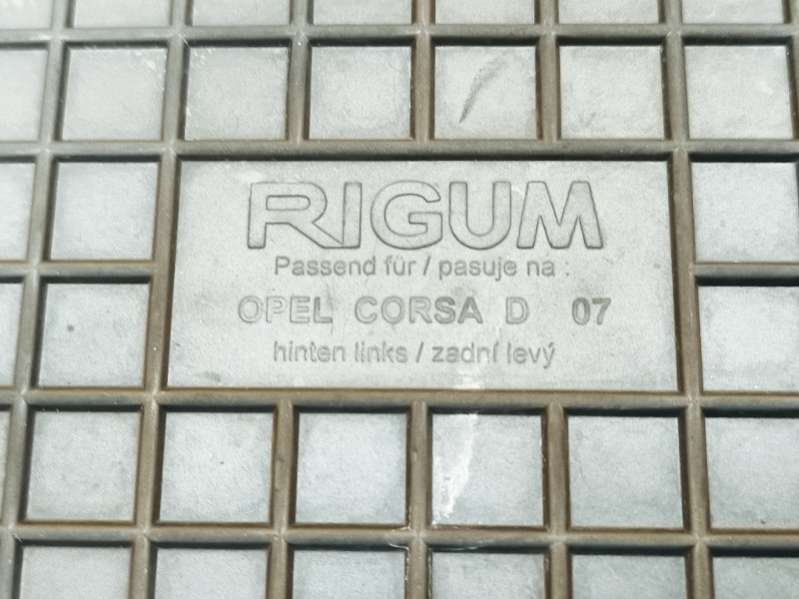 RIGUM
Passend für / pasuje na :
OPEL CORSA D 07
hinten links / zadní levý